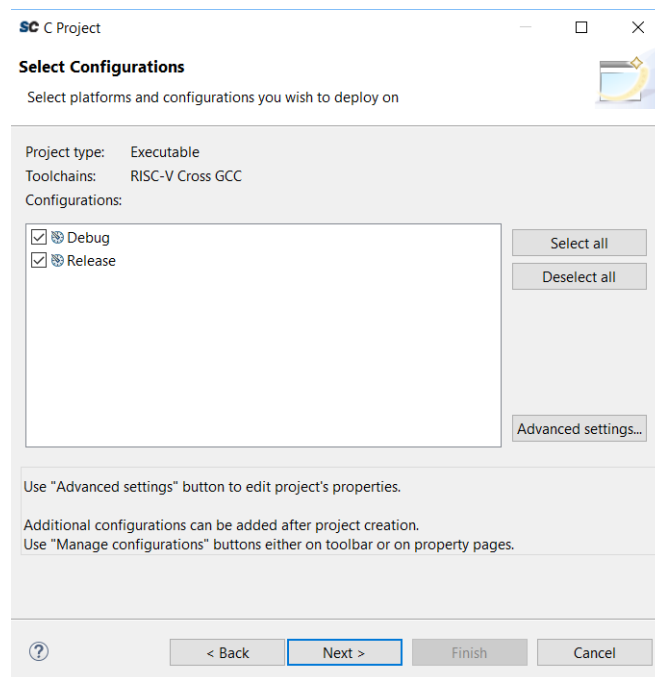 SC C Project
Select Configurations
Select platforms and configurations you wish to deploy on
Project type: Executable
Toolchains: RISC-V Cross GCC
Configurations:
Debug
Release
Select all
Deselect all
Advanced settings...
Use "Advanced settings" button to edit project's properties.
Additional configurations can be added after project creation.
Use "Manage configurations" buttons either on toolbar or on property pages.
? < Back Next > Finish Cancel